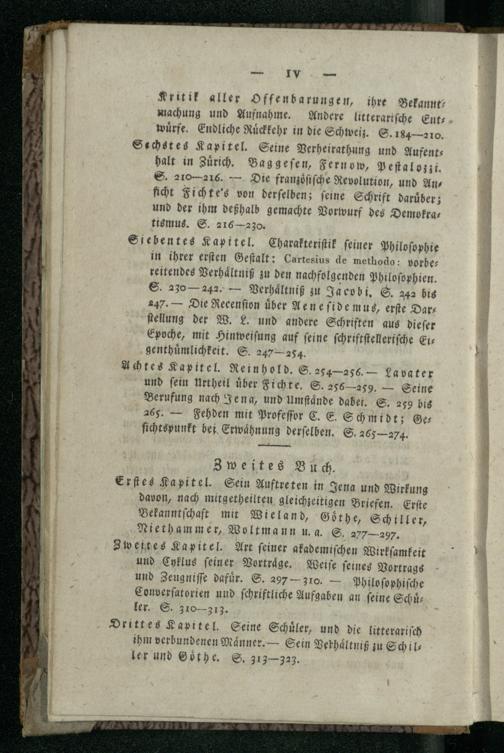 — IV —
Kritik aller Offenbarungen, ihre Bekannt-
machung und Aufnahme. Andere litterarische Ent-
würfe. Endliche Rückkehr in die Schweiz. S. 184—210.
Sechstes Kapitel. Seine Verheirathung und Aufent-
halt in Zürich. Baggesen, Fernow, Pestalozzi.
S. 210—216. — Die französische Revolution, und An-
sicht Fichte's von derselben; seine Schrift darüber;
und der ihm deßhalb gemachte Vorwurf des Demokra-
tismus. S. 216—230.
Siebentes Kapitel. Charakteristik seiner Philosophie
in ihrer ersten Gestalt: Cartesius de methodo: vorbe-
reitendes Verhältniß zu den nachfolgenden Philosophien.
S. 230—242. — Verhältniß zu Jacobi. S. 242 bis
247. — Die Recension über Aenesidemus, erste Dar-
stellung der W. L. und andere Schriften aus dieser
Epoche, mit Hinweisung auf seine schriftstellerische Ei-
genthümlichkeit. S. 247—254.
Achtes Kapitel. Reinhold. S. 254—256. — Lavater
und sein Urtheil über Fichte. S. 256—259. — Seine
Berufung nach Jena, und Umstände dabei. S. 259 bis
265. — Fehden mit Professor C. E. Schmidt; Ge-
sichtspunkt bei Erwähnung derselben. S. 265—274.
Zweites Buch.
Erstes Kapitel. Sein Auftreten in Jena und Wirkung
davon, nach mitgetheilten gleichzeitigen Briefen. Erste
Bekanntschaft mit Wieland, Göthe, Schiller,
Niethammer, Woltmann u. a. S. 277—297.
Zweites Kapitel. Art seiner akademischen Wirksamkeit
und Cyklus seiner Vorträge. Weise seines Vortrags
und Zeugnisse dafür. S. 297—310. — Philosophische
Conversatorien und schriftliche Aufgaben an seine Schü-
ler. S. 310—313.
Drittes Kapitel. Seine Schüler, und die litterarisch
ihm verbundenen Männer. — Sein Verhältniß zu Schil-
ler und Göthe. S. 313—323.